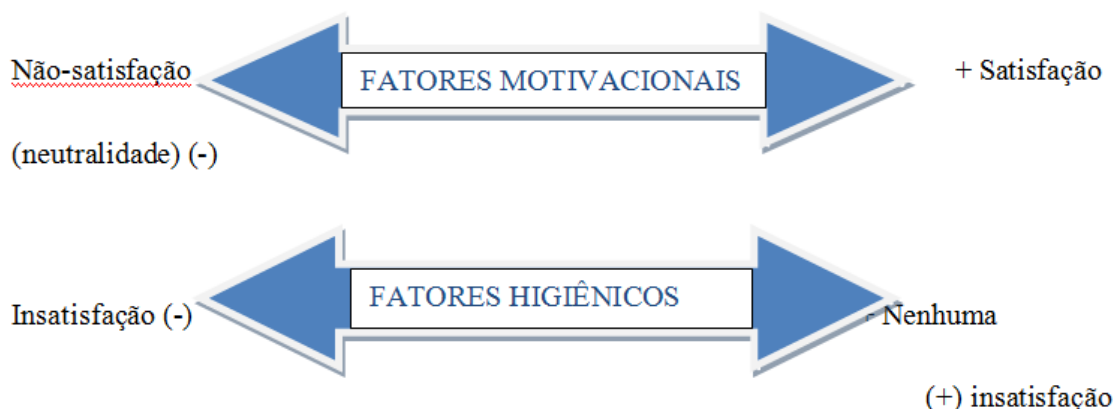 Não-satisfação FATORES MOTIVACIONAIS + Satisfação
(neutralidade) (-)
Insatisfação (-) FATORES HIGIÊNICOS - Nenhuma
(+) insatisfação